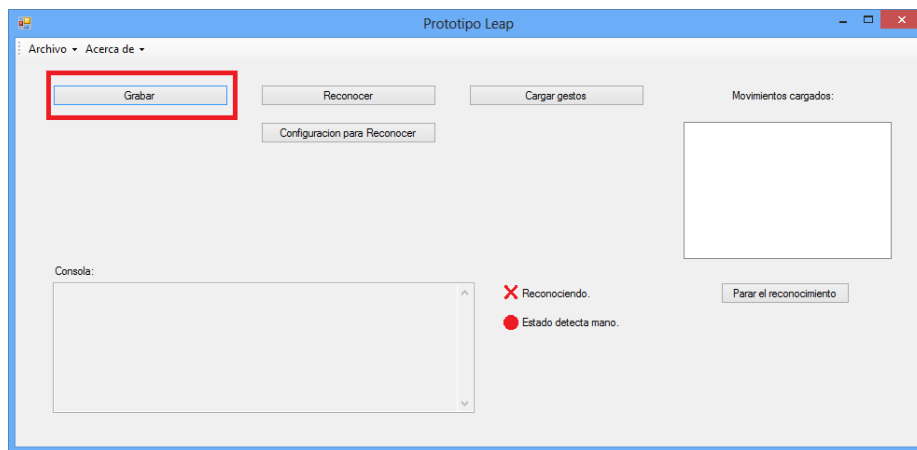 Prototipo Leap
Archivo Acerca de
Grabar
Reconocer
Cargar gestos
Movimientos cargados:
Configuracion para Reconocer
Consola:
Reconociendo.
Parar el reconocimiento
Estado detecta mano.